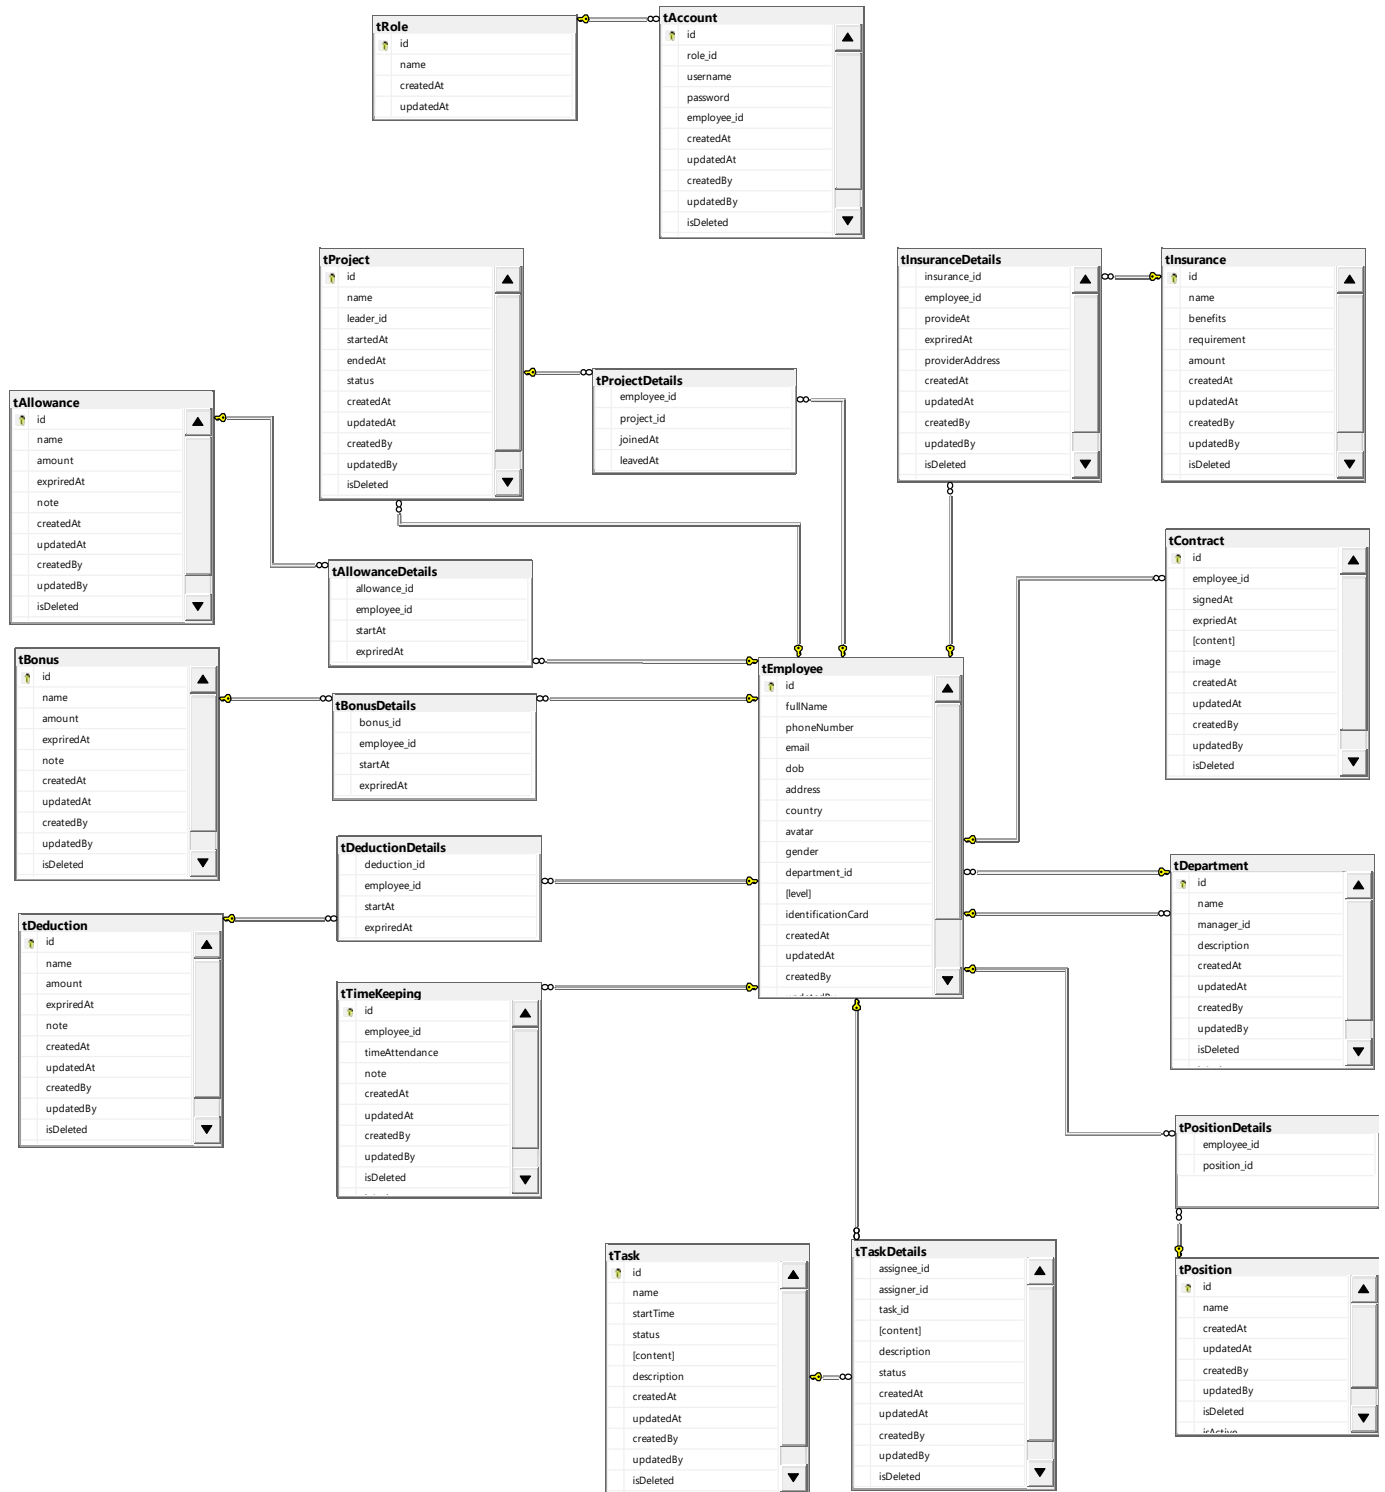 tRole
id
name
createdAt
updatedAt
tAccount
id
role_id
username
password
employee_id
createdAt
updatedAt
createdBy
updatedBy
isDeleted
tProject
id
name
leader_id
startedAt
endedAt
status
createdAt
updatedAt
createdBy
updatedBy
isDeleted
tProjectDetails
employee_id
project_id
joinedAt
leavedAt
tInsuranceDetails
insurance_id
employee_id
provideAt
expriredAt
providerAddress
createdAt
updatedAt
createdBy
updatedBy
isDeleted
tInsurance
id
name
benefits
requirement
amount
createdAt
updatedAt
createdBy
updatedBy
isDeleted
tAllowance
id
name
amount
expriredAt
note
createdAt
updatedAt
createdBy
updatedBy
isDeleted
tAllowanceDetails
allowance_id
employee_id
startAt
expriredAt
tContract
id
employee_id
signedAt
expriedAt
[content]
image
createdAt
updatedAt
createdBy
updatedBy
isDeleted
tBonus
id
name
amount
expriredAt
note
createdAt
updatedAt
createdBy
updatedBy
isDeleted
tBonusDetails
bonus_id
employee_id
startAt
expriredAt
tEmployee
id
fullName
phoneNumber
email
dob
address
country
avatar
gender
department_id
[level]
identificationCard
createdAt
updatedAt
createdBy
tDeductionDetails
deduction_id
employee_id
startAt
expriredAt
tDepartment
id
name
manager_id
description
createdAt
updatedAt
createdBy
updatedBy
isDeleted
tDeduction
id
name
amount
expriredAt
note
createdAt
updatedAt
createdBy
updatedBy
isDeleted
tTimeKeeping
id
employee_id
timeAttendance
note
createdAt
updatedAt
createdBy
updatedBy
isDeleted
tPositionDetails
employee_id
position_id
tTask
id
name
startTime
status
[content]
description
createdAt
updatedAt
createdBy
updatedBy
isDeleted
tTaskDetails
assignee_id
assigner_id
task_id
[content]
description
status
createdAt
updatedAt
createdBy
updatedBy
isDeleted
tPosition
id
name
createdAt
updatedAt
createdBy
updatedBy
isDeleted
isActive